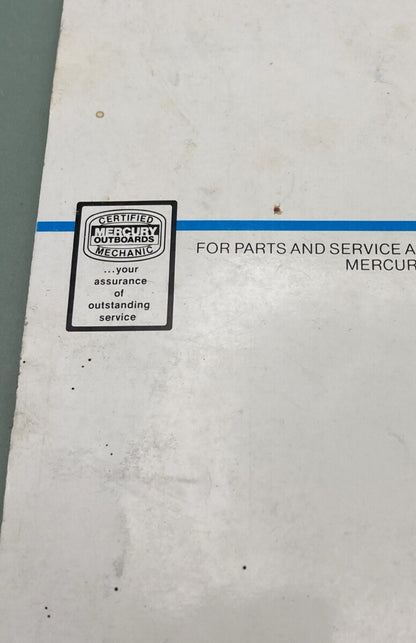 CERTIFIED
MERCURY
OUTBOARDS
MECHANIC
...your
assurance
of
outstanding
service
FOR PARTS AND SERVICE A
MERCUR